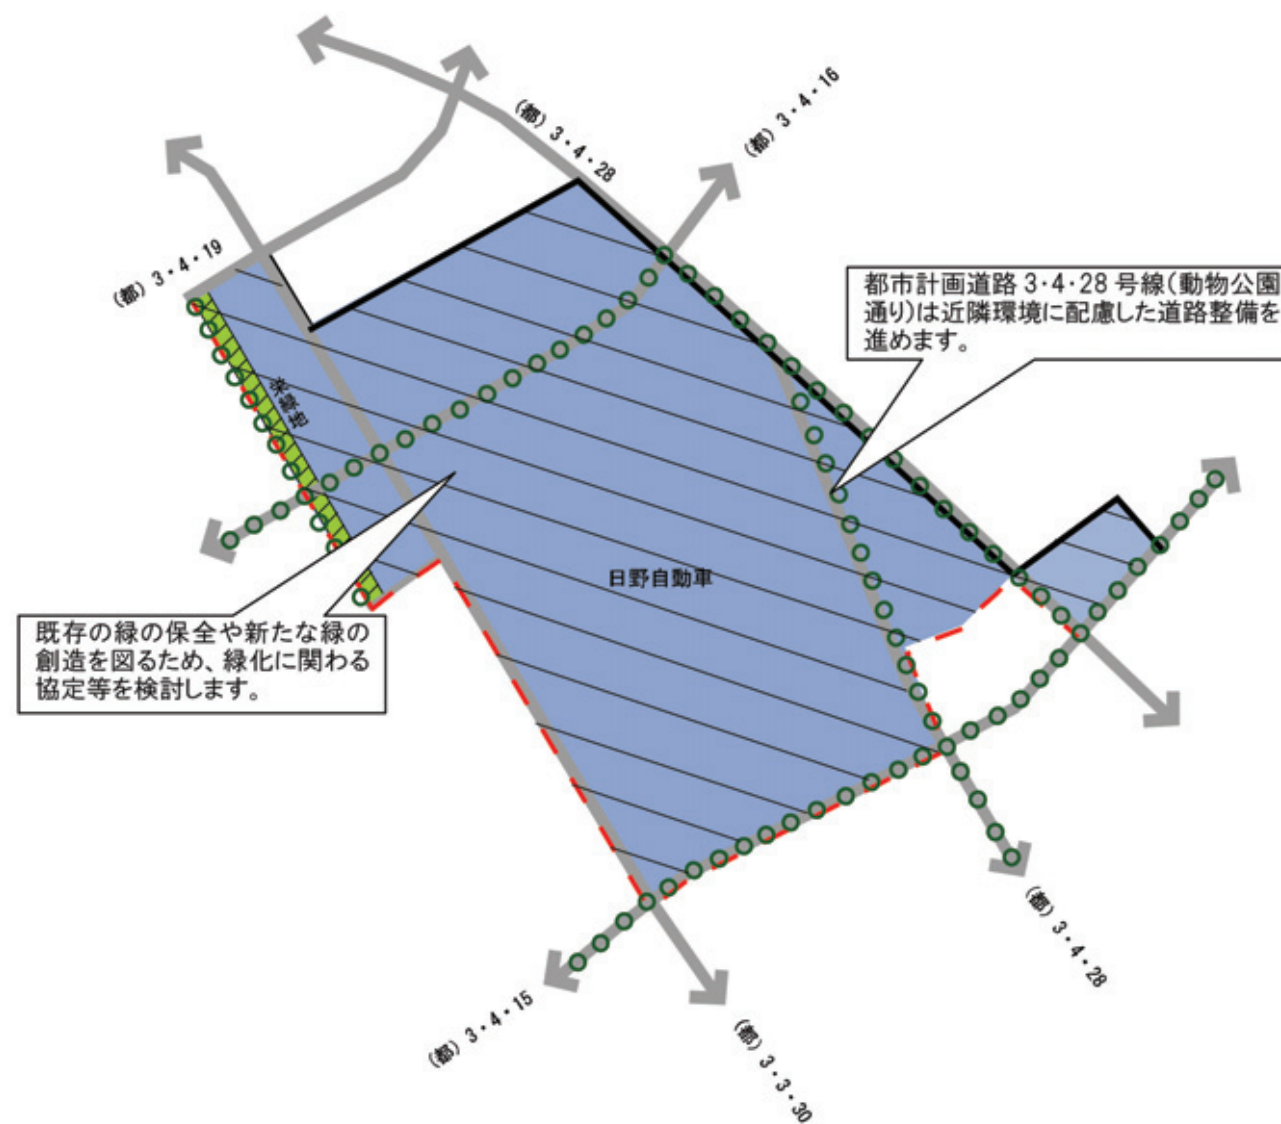 (都) 3・4・16
(都) 3・4・28
(都) 3・4・19
都市計画道路 3・4・28 号線(動物公園
通り)は近隣環境に配慮した道路整備を
進めます。
栄緑地
日野自動車
既存の緑の保全や新たな緑の
創造を図るため、緑化に関わる
協定等を検討します。
(都) 3・4・28
(都) 3・4・15
(都) 3・3・30